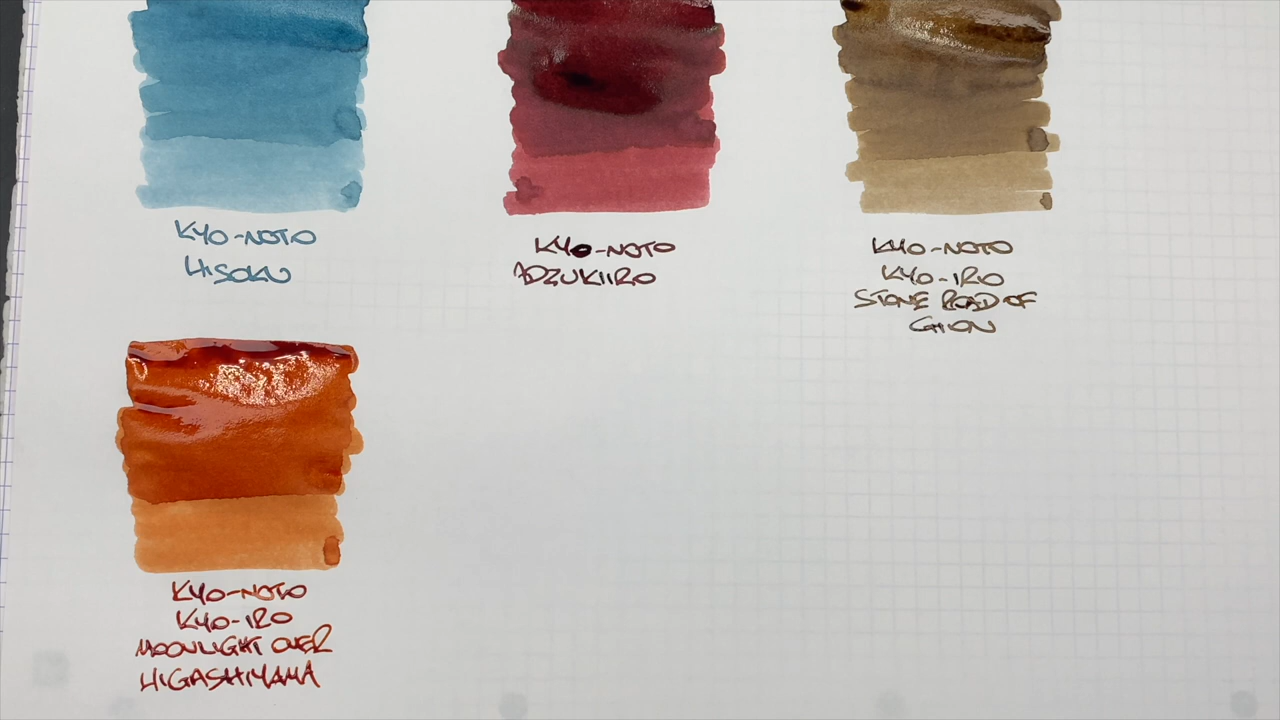 KYO-NOTO
HISOKU
KYO-NOTO
ADZUKIIRO
KYO-NOTO
KYO-IRO
STONE ROAD OF
GION
KYO-NOTO
KYO-IRO
MOONLIGHT OVER
HIGASHIYAMA